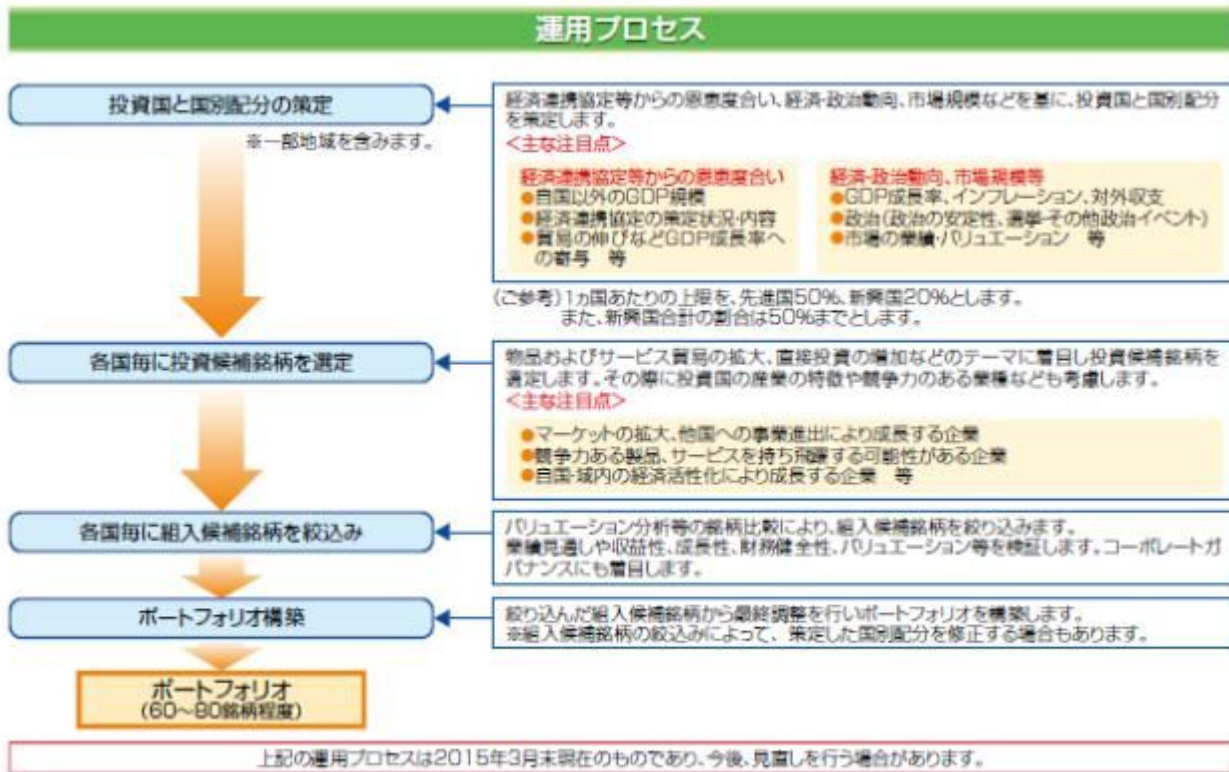 運用プロセス
投資国と国別配分の策定
※一部地域を含みます。
経済連携協定等からの恩恵度合い、経済・政治動向、市場規模などを基に、投資国と国別配分
を策定します。
<主な注目点>
経済連携協定等からの恩恵度合い
●自国以外のGDP規模
●経済連携協定の策定状況・内容
●貿易の伸びなどGDP成長率へ
の寄与 等
経済・政治動向、市場規模等
●GDP成長率、インフレーション、対外収支
●政治(政治の安定性、選挙・その他政治イベント)
●市場の業績・バリュエーション 等
(ご参考)1ヵ国あたりの上限を、先進国50%、新興国20%とします。
また、新興国合計の割合は50%までとします。
各国毎に投資候補銘柄を選定
物品およびサービス貿易の拡大、直接投資の増加などのテーマに着目し投資候補銘柄を
選定します。その際に投資国の産業の特徴や競争力のある業種なども考慮します。
<主な注目点>
●マーケットの拡大、他国への事業進出により成長する企業
●競争力ある製品、サービスを持ち飛躍する可能性がある企業
●自国・域内の経済活性化により成長する企業 等
各国毎に組入候補銘柄を絞込み
バリュエーション分析等の銘柄比較により、組入候補銘柄を絞り込みます。
業績見通しや収益性、成長性、財務健全性、バリュエーション等を検証します。コーポレートガ
バナンスにも着目します。
ポートフォリオ構築
絞り込んだ組入候補銘柄から最終調整を行いポートフォリオを構築します。
※組入候補銘柄の絞込みによって、策定した国別配分を修正する場合もあります。
ポートフォリオ
(60～80銘柄程度)
上記の運用プロセスは2015年3月末現在のものであり、今後、見直しを行う場合があります。